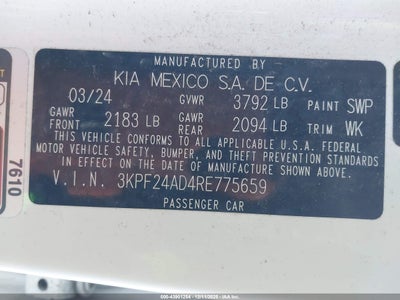 MANUFACTURED BY
KIA MEXICO S.A. DE C.V.
03/24 GVWR 3792 LB PAINT SWP
GAWR FRONT 2183 LB GAWR REAR 2094 LB TRIM WK
THIS VEHICLE CONFORMS TO ALL APPLICABLE U.S.A. FEDERAL
MOTOR VEHICLE SAFETY, BUMPER, AND THEFT PREVENTION STANDARDS
IN EFFECT ON THE DATE OF MANUFACTURE SHOWN ABOVE.
V.I.N. 3KPF24AD4RE775659
PASSENGER CAR
7610